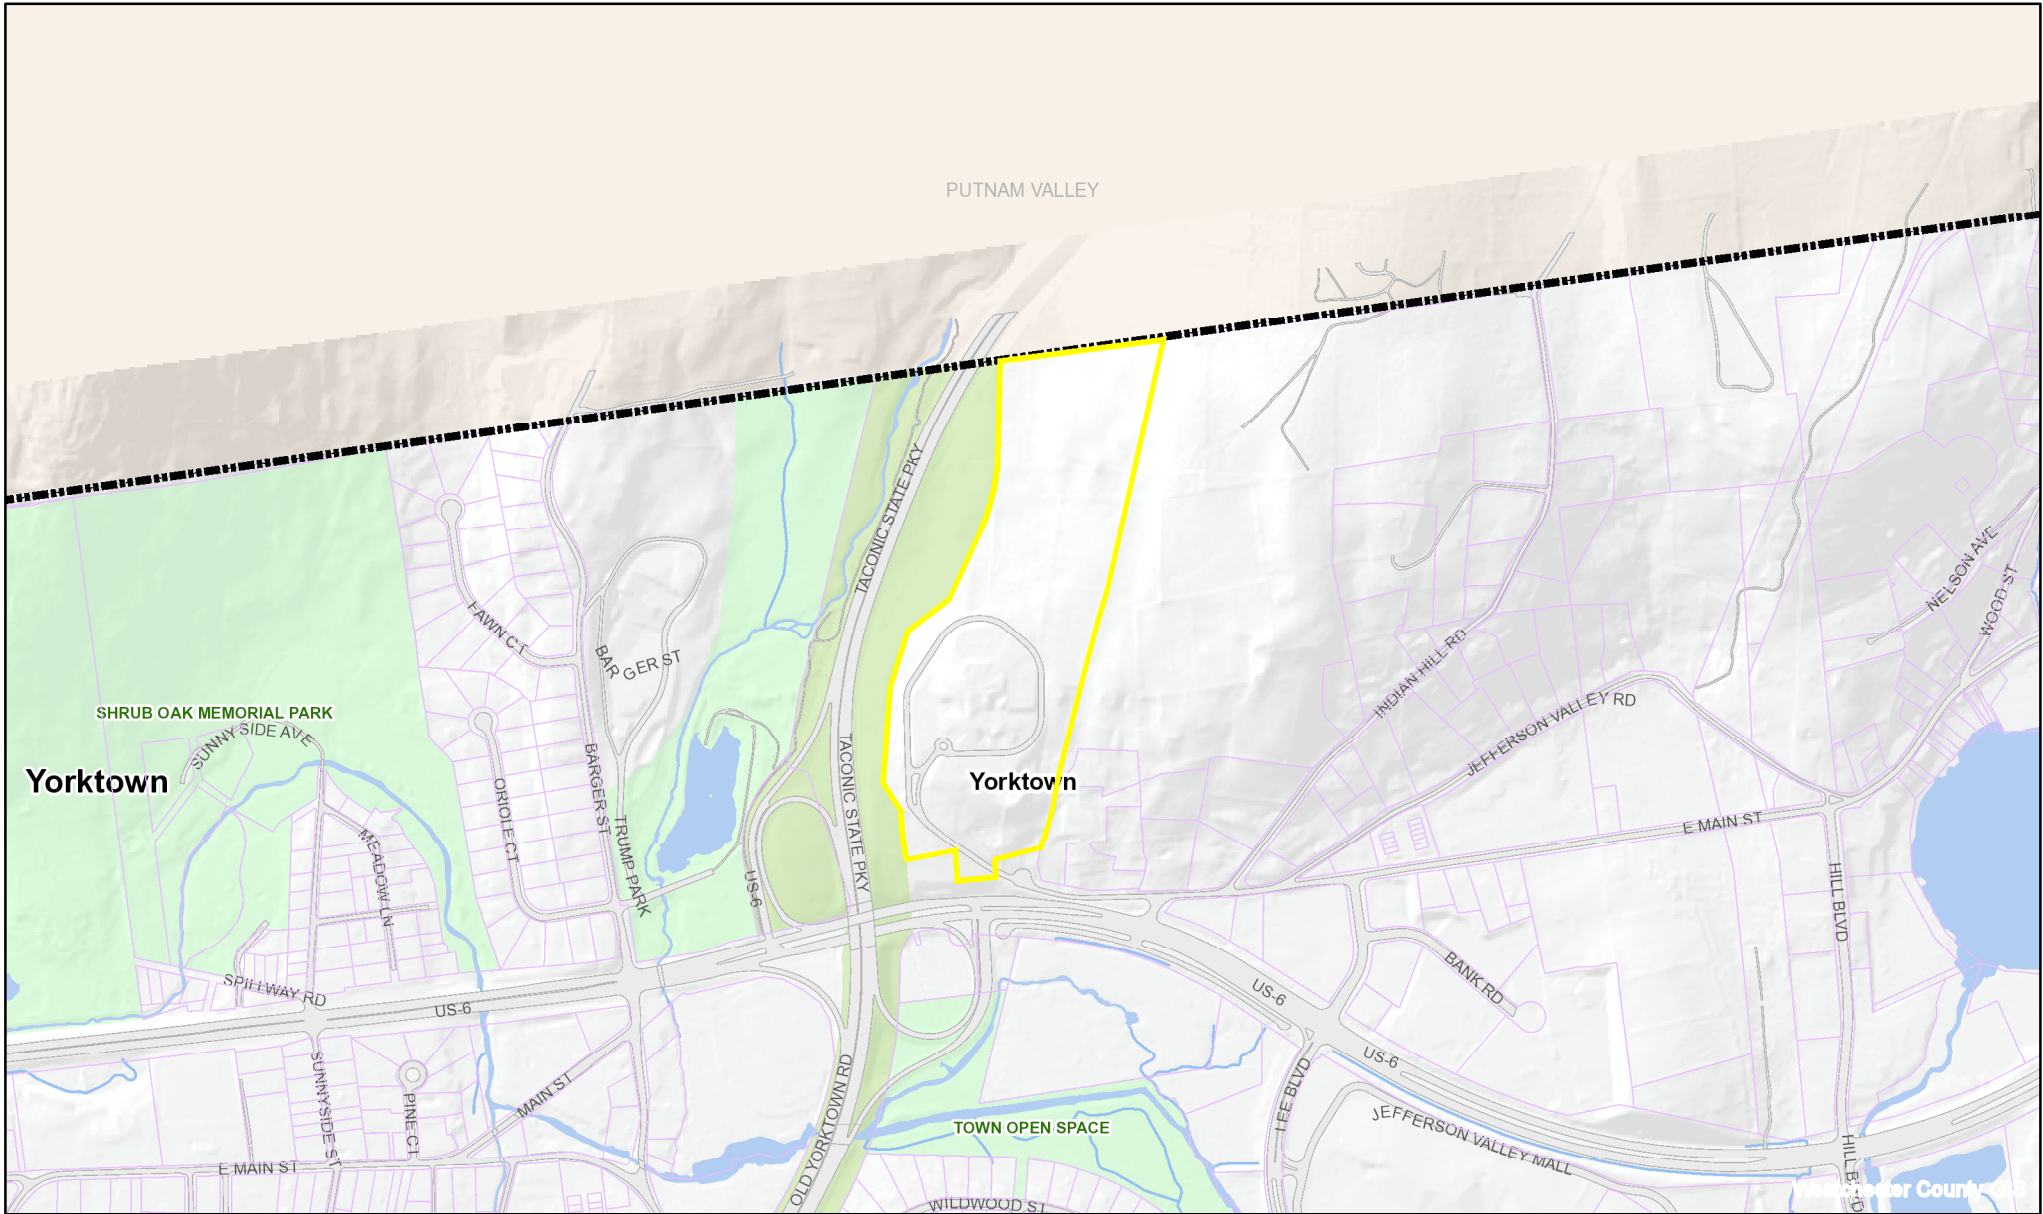 PUTNAM VALLEY
TACONIC STATE PKY
NELSON AVE
WOOD ST
FAWN CT
BAR
GER ST
INDIAN HILL RD
SHRUB OAK MEMORIAL PARK
SUNNY SIDE AVE
JEFFERSON VALLEY RD
Yorktown
Yorktown
BARGER ST
TACONIC STATE PKY
ORIOLE CT
MEADOW LN
TRUMP PARK
US-6
E MAIN ST
HILL BLVD
SPILLWAY RD
US-6
US-6
BANK RD
US-6
SUNNYSIDE ST
PINE CT
MAIN ST
OLD YORKTOWN RD
LEE BLVD
JEFFERSON VALLEY MALL
TOWN OPEN SPACE
E MAIN ST
HILL BLVD
WILDWOOD ST
Westchester County GIS